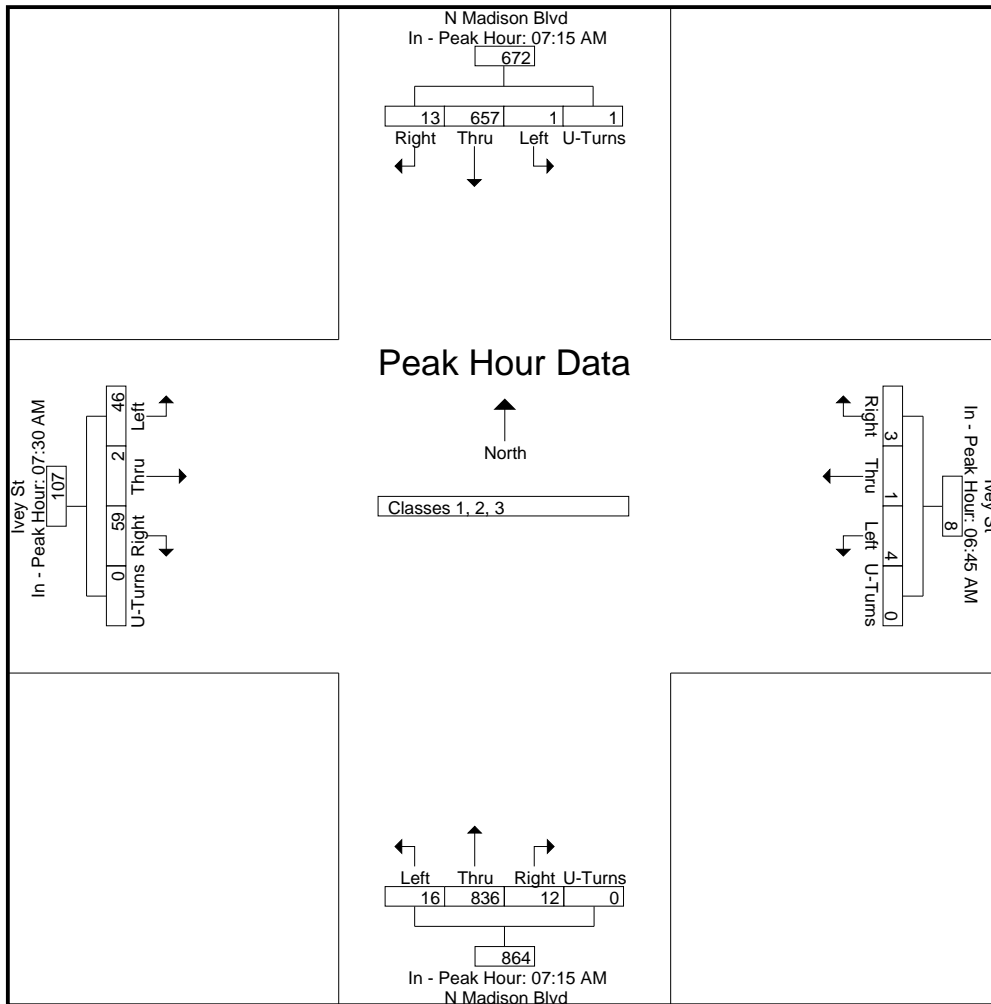 N Madison Blvd
In - Peak Hour: 07:15 AM
672
13 657 1 1
Right Thru Left U-Turns
Peak Hour Data
North
Classes 1, 2, 3
Ivey St
In - Peak Hour: 07:30 AM
107
46 2 59 0
Left Thru Right U-Turns
Ivey St
In - Peak Hour: 06:45 AM
8
3 1 4 0
Right Thru Left U-Turns
Left Thru Right U-Turns
16 836 12 0
864
In - Peak Hour: 07:15 AM
N Madison Blvd